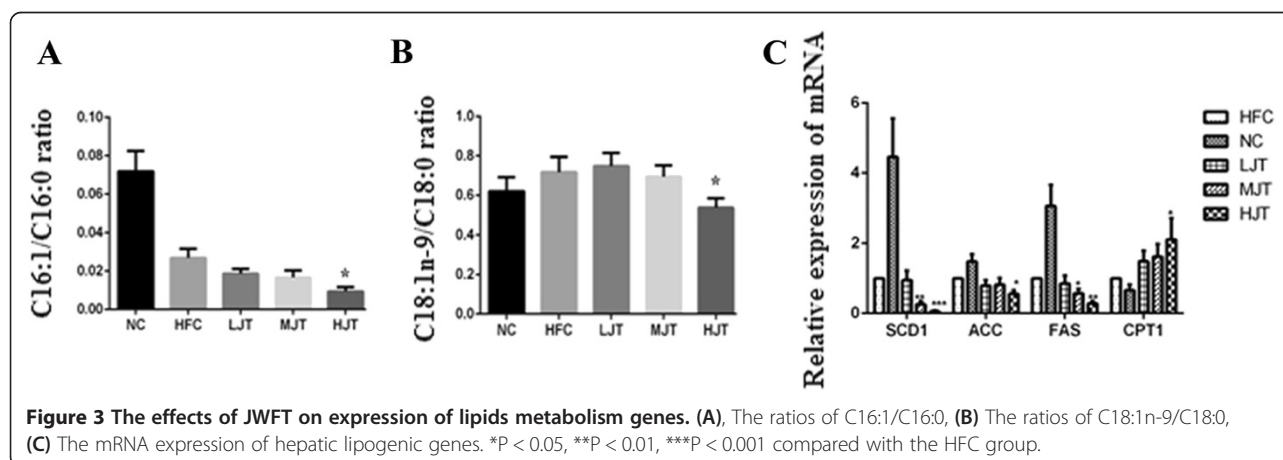 A
C16:1/C16:0 ratio
0.10
0.08
0.06
0.04
0.02
0.00
*
NC HFC LJT MJT HJT
B
C18:1n-9/C18:0 ratio
1.0
0.8
0.6
0.4
0.2
0.0
*
NC HFC LJT MJT HJT
C
Relative expression of mRNA
6
4
2
0
** ***
*
* **
*
SCD1 ACC FAS CPT1
HFC
NC
LJT
MJT
HJT
Figure 3 The effects of JWFT on expression of lipids metabolism genes. (A), The ratios of C16:1/C16:0, (B) The ratios of C18:1n-9/C18:0,
(C) The mRNA expression of hepatic lipogenic genes. *P < 0.05, **P < 0.01, ***P < 0.001 compared with the HFC group.